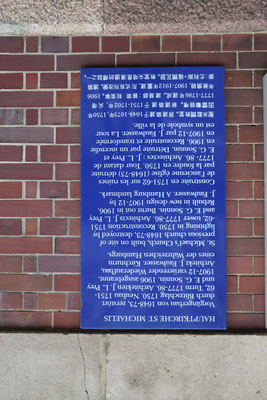 HAUPTKIRCHE ST. MICHAELIS
Vorgängerbau von 1648-73, zerstört
durch Blitzschlag 1750. Neubau 1751-
62, Turm 1777-86 Architekten J. L. Prey
und E. G. Sonnin, 1906 ausgebrannt.
1907-12 variierender Wiederaufbau,
Architekt J. Faulwasser. Kirchturm
eines der Wahrzeichen Hamburgs.
St. Michael's Church, built on site of
previous church 1648-73, destroyed by
lightning in 1750. Reconstruction 1751
-62, tower 1777-86. Architects J. L. Prey
and E. G. Sonnin. Burnt out in 1906.
Rebuilt in new design 1907-12 by
J. Faulwasser. A Hamburg landmark.
Construite en 1751-62 sur les ruines
de l'ancienne église (1648-73) détruite
par la foudre en 1750. Tour datant de
1777-86. Architectes : J. L. Prey et
E. G. Sonnin. Détruite par un incendie
en 1906. Reconstruite et transformée
en 1907-12 par J. Faulwasser. La tour
est un symbole de la ville.